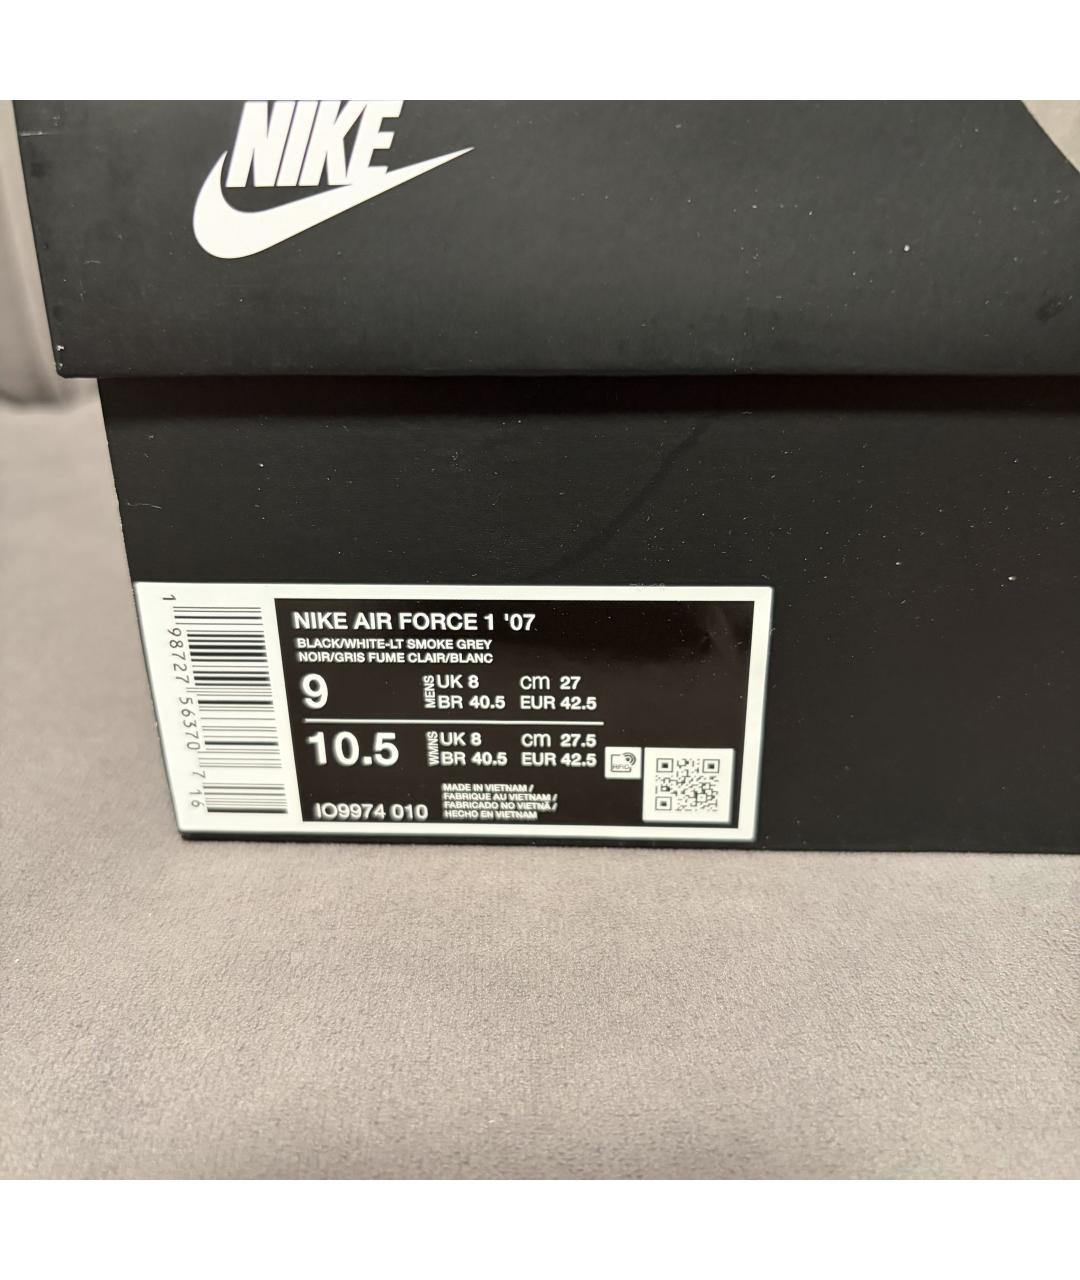 NIKE
NIKE AIR FORCE 1 '07
BLACK/WHITE-LT SMOKE GREY
NOIR/GRIS FUME CLAIR/BLANC
9 MENS UK 8 cm 27
BR 40.5 EUR 42.5
10.5 WMNS UK 8 cm 27.5
BR 40.5 EUR 42.5
RFID
MADE IN VIETNAM /
FABRIQUE AU VIETNAM /
FABRICADO NO VIETNÃ /
HECHO EN VIETNAM
IO9974 010
1 98727 56370 7 16